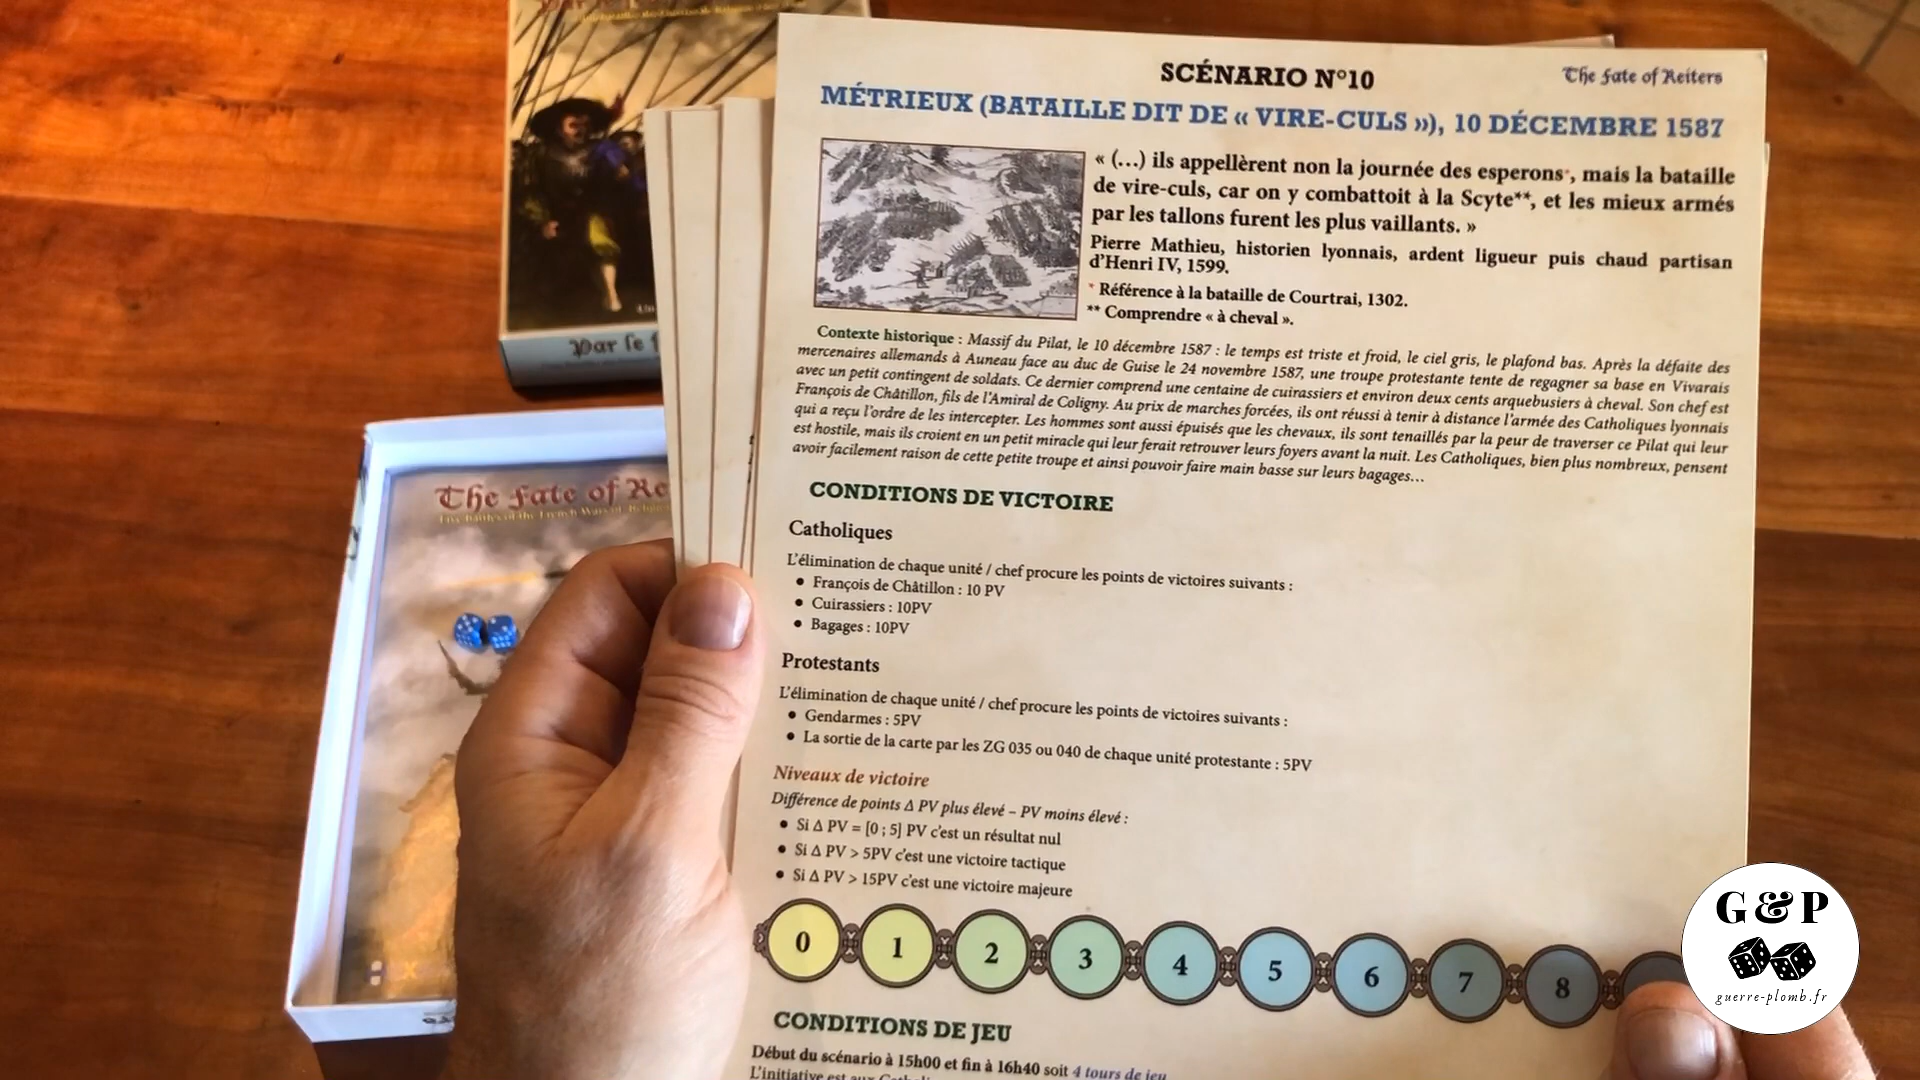 SCÉNARIO N°10
The Fate of Reiters
MÉTRIEUX (BATAILLE DIT DE « VIRE-CULS »), 10 DÉCEMBRE 1587
« (…) ils appellèrent non la journée des esperons*, mais la bataille
de vire-culs, car on y combattoit à la Scyte**, et les mieux armés
par les tallons furent les plus vaillants. »
Pierre Mathieu, historien lyonnais, ardent ligueur puis chaud partisan
d'Henri IV, 1599.
* Référence à la bataille de Courtrai, 1302.
** Comprendre « à cheval ».
Contexte historique : Massif du Pilat, le 10 décembre 1587 : le temps est triste et froid, le ciel gris, le plafond bas. Après la défaite des
mercenaires allemands à Auneau face au duc de Guise le 24 novembre 1587, une troupe protestante tente de regagner sa base en Vivarais
avec un petit contingent de soldats. Ce dernier comprend une centaine de cuirassiers et environ deux cents arquebusiers à cheval. Son chef est
François de Châtillon, fils de l'Amiral de Coligny. Au prix de marches forcées, ils ont réussi à tenir à distance l'armée des Catholiques lyonnais
qui a reçu l'ordre de les intercepter. Les hommes sont aussi épuisés que les chevaux, ils sont tenaillés par la peur de traverser ce Pilat qui leur
est hostile, mais ils croient en un petit miracle qui leur ferait retrouver leurs foyers avant la nuit. Les Catholiques, bien plus nombreux, pensent
avoir facilement raison de cette petite troupe et ainsi pouvoir faire main basse sur leurs bagages…
CONDITIONS DE VICTOIRE
Catholiques
L'élimination de chaque unité / chef procure les points de victoires suivants :
• François de Châtillon : 10 PV
• Cuirassiers : 10PV
• Bagages : 10PV
Protestants
L'élimination de chaque unité / chef procure les points de victoires suivants :
• Gendarmes : 5PV
• La sortie de la carte par les ZG 035 ou 040 de chaque unité protestante : 5PV
Niveaux de victoire
Différence de points Δ PV plus élevé – PV moins élevé :
• Si Δ PV = [0 ; 5] PV c'est un résultat nul
• Si Δ PV > 5PV c'est une victoire tactique
• Si Δ PV > 15PV c'est une victoire majeure
0 1 2 3 4 5 6 7 8
CONDITIONS DE JEU
Début du scénario à 15h00 et fin à 16h40 soit 4 tours de jeu
L'initiative est aux
Par le
The Fate of Re
G&P
guerre-plomb.fr